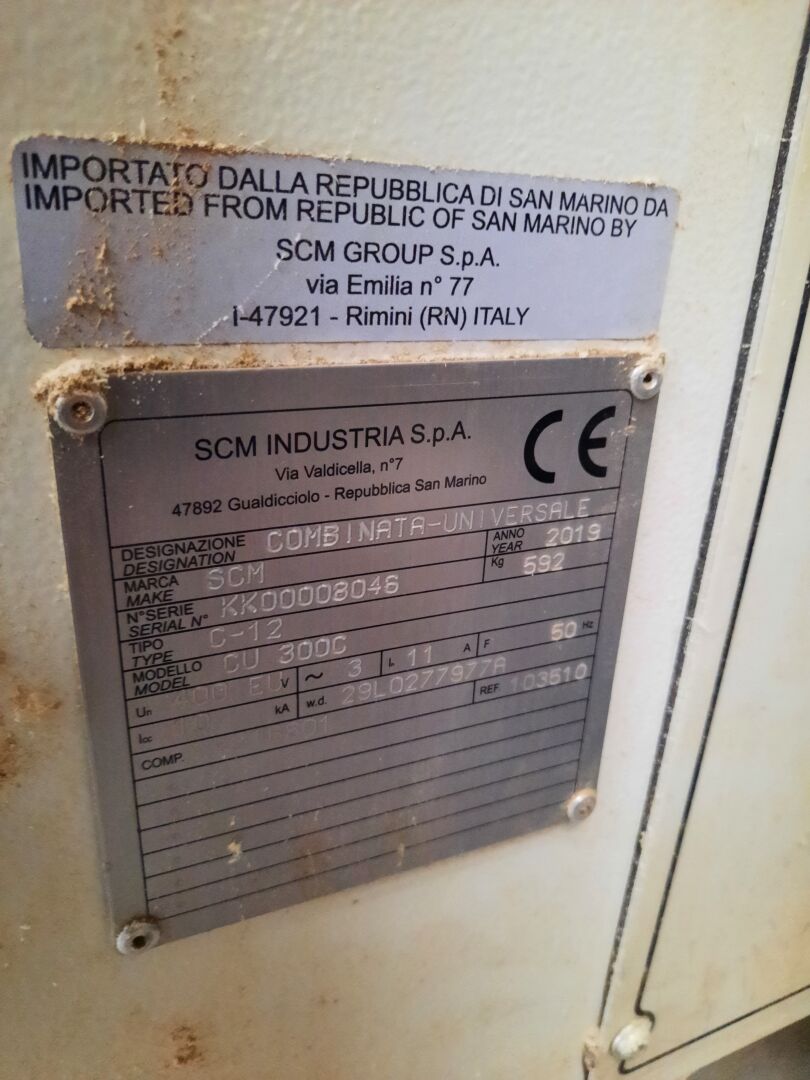 IMPORTATO DALLA REPUBBLICA DI SAN MARINO DA
IMPORTED FROM REPUBLIC OF SAN MARINO BY
SCM GROUP S.p.A.
via Emilia n° 77
I-47921 - Rimini (RN) ITALY
SCM INDUSTRIA S.p.A. CE
Via Valdicella, n°7
47892 Gualdicciolo - Repubblica San Marino
DESIGNAZIONE
DESIGNATION COMBINATA-UNIVERSALE
MARCA
MAKE SCM ANNO
YEAR 2019
N°SERIE
SERIAL N° KK00008046 Kg 592
TIPO
TYPE C-12
MODELLO
MODEL CU 300C
Un 400 EU V ~ 3 In 11 A F 50 Hz
Icc kA w.d. 29L0277977A REF 103510
COMP.